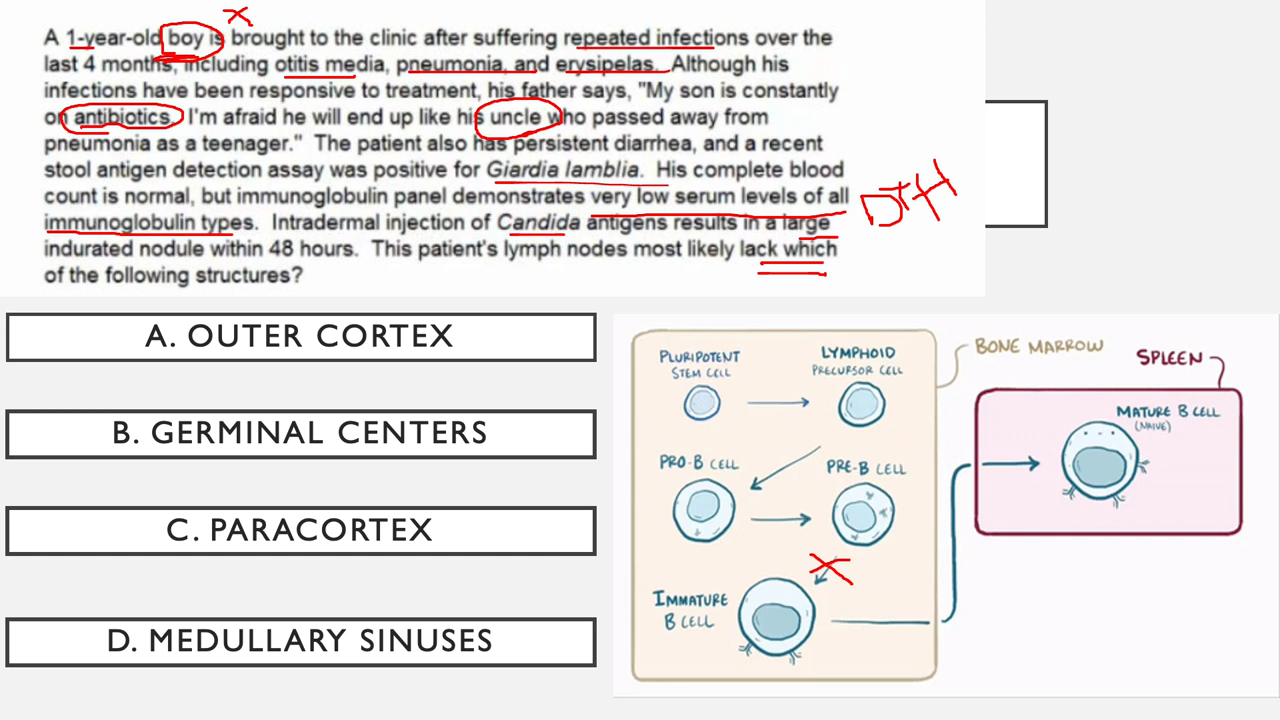 X
A 1-year-old boy is brought to the clinic after suffering repeated infections over the
last 4 months, including otitis media, pneumonia, and erysipelas. Although his
infections have been responsive to treatment, his father says, "My son is constantly
on antibiotics. I'm afraid he will end up like his uncle who passed away from
pneumonia as a teenager." The patient also has persistent diarrhea, and a recent
stool antigen detection assay was positive for Giardia lamblia. His complete blood
count is normal, but immunoglobulin panel demonstrates very low serum levels of all
immunoglobulin types. Intradermal injection of Candida antigens results in a large
indurated nodule within 48 hours. This patient's lymph nodes most likely lack which
of the following structures?
DTH
A. OUTER CORTEX
B. GERMINAL CENTERS
C. PARACORTEX
D. MEDULLARY SINUSES
BONE MARROW
PLURIPOTENT
STEM CELL
LYMPHOID
PRECURSOR CELL
PRO-B CELL
PRE-B CELL
IMMATURE
B CELL
SPLEEN
MATURE B CELL
(NAIVE)